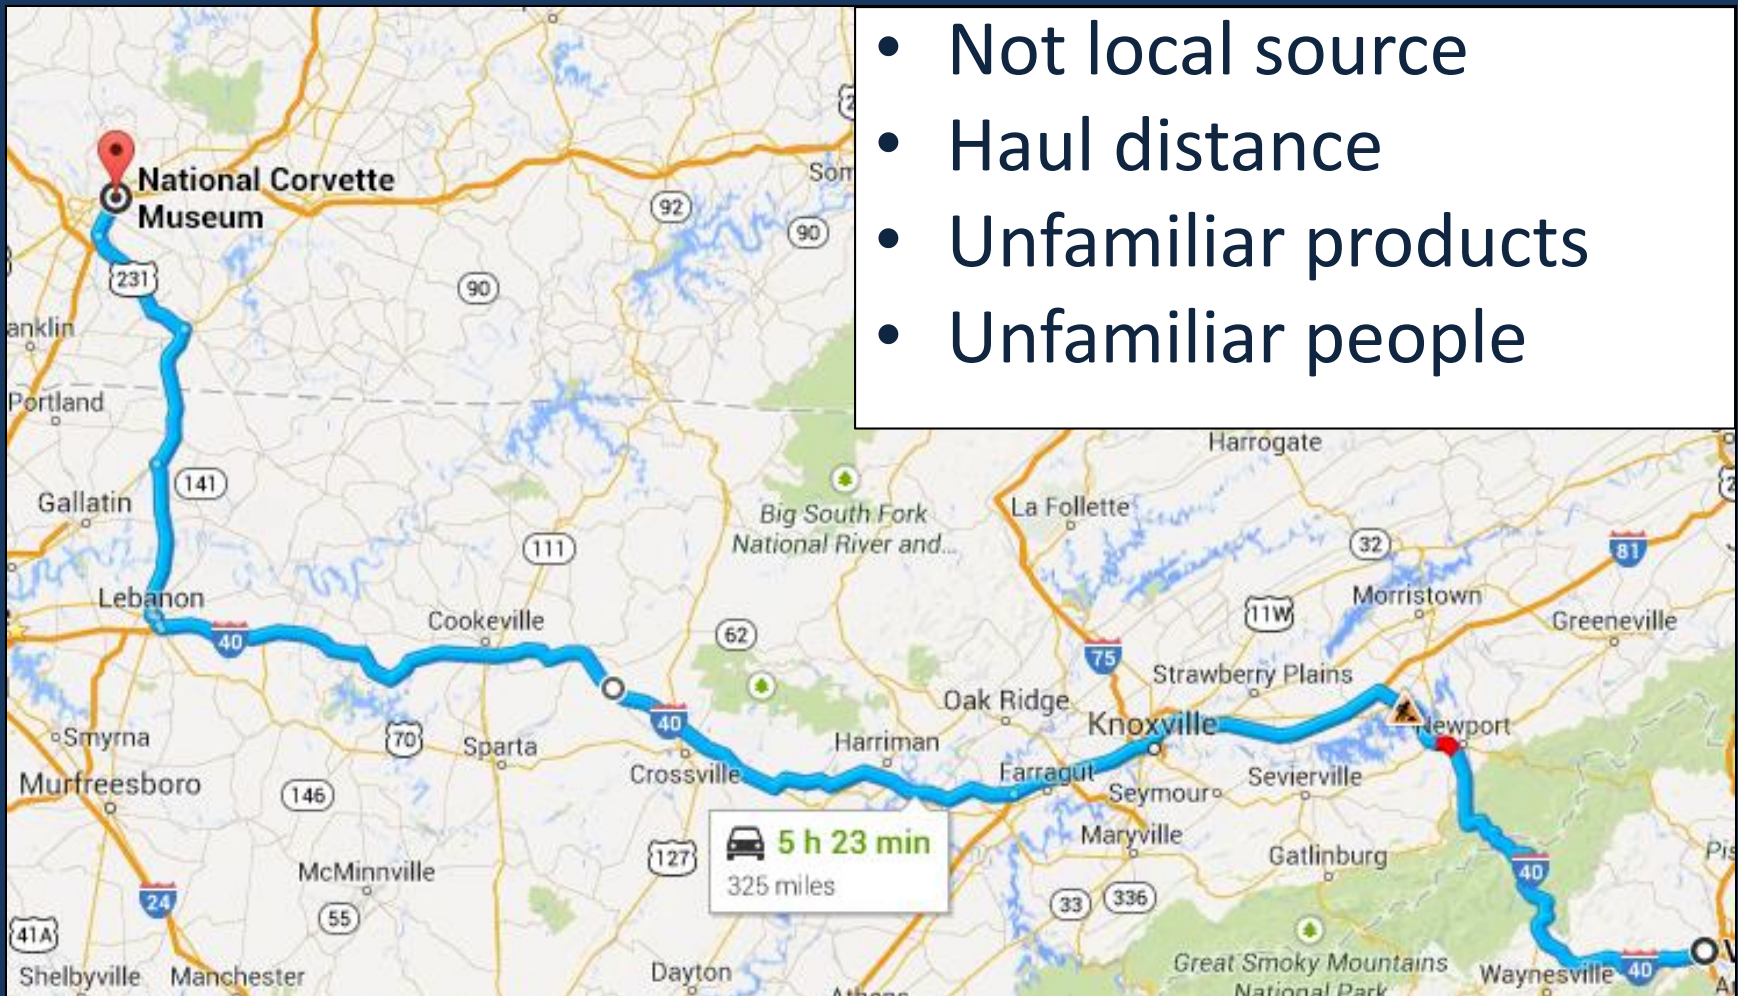 • Not local source
• Haul distance
• Unfamiliar products
• Unfamiliar people
National Corvette
Museum
92
90
231
90
Portland
Harrogate
141
Gallatin
Big South Fork
National River and...
La Follette
111
32
81
Lebanon
Morristown
40
Cookeville
62
11W
Greeneville
75
Strawberry Plains
Oak Ridge
40
Knoxville
Newport
Smyrna
70
Sparta
Harriman
Crossville
Farragut
Sevierville
Murfreesboro
146
Seymour
5 h 23 min
325 miles
Maryville
127
Gatlinburg
McMinnville
40
24
55
33
336
41A
Great Smoky Mountains
National Park
Shelbyville
Manchester
Dayton
Waynesville
40